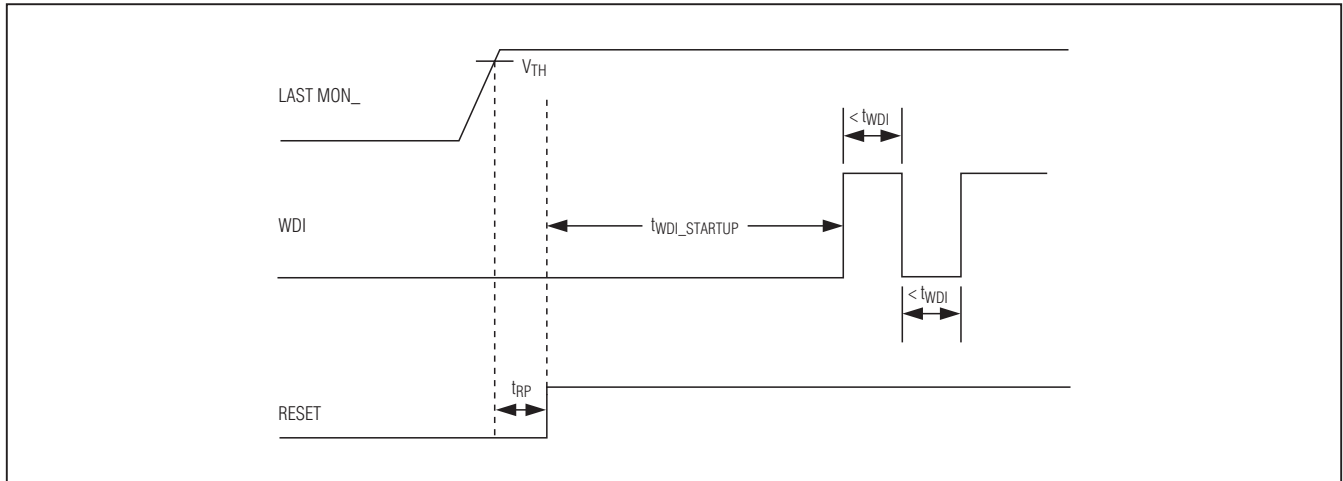 VTH
LAST MON_
< tWDI
WDI
tWDI_STARTUP
< tWDI
tRP
RESET